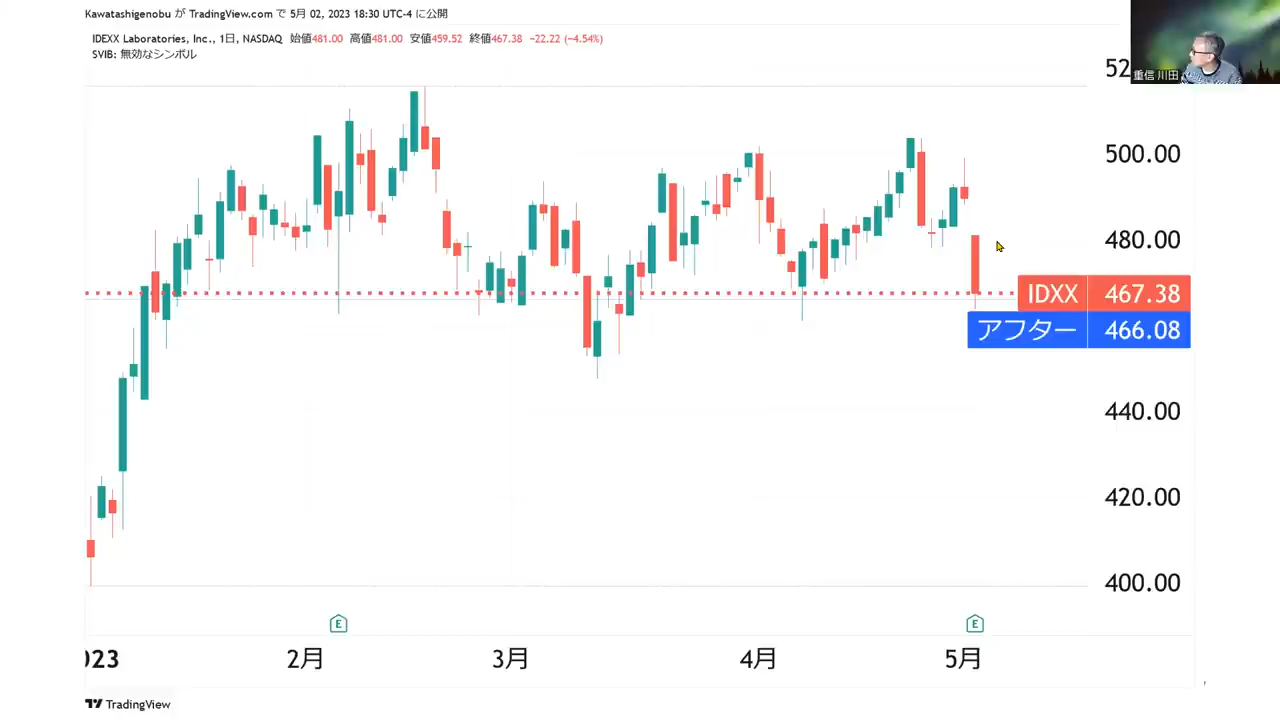 Kawatashigenobu が TradingView.com で 5月 02, 2023 18:30 UTC-4 に公開
IDEXX Laboratories, Inc., 1日, NASDAQ 始値481.00 高値481.00 安値459.52 終値467.38 −22.22 (−4.54%)
SVIB: 無効なシンボル
重信 川田
52
500.00
480.00
IDXX 467.38
アフター 466.08
440.00
420.00
400.00
E E
023 2月 3月 4月 5月
TradingView